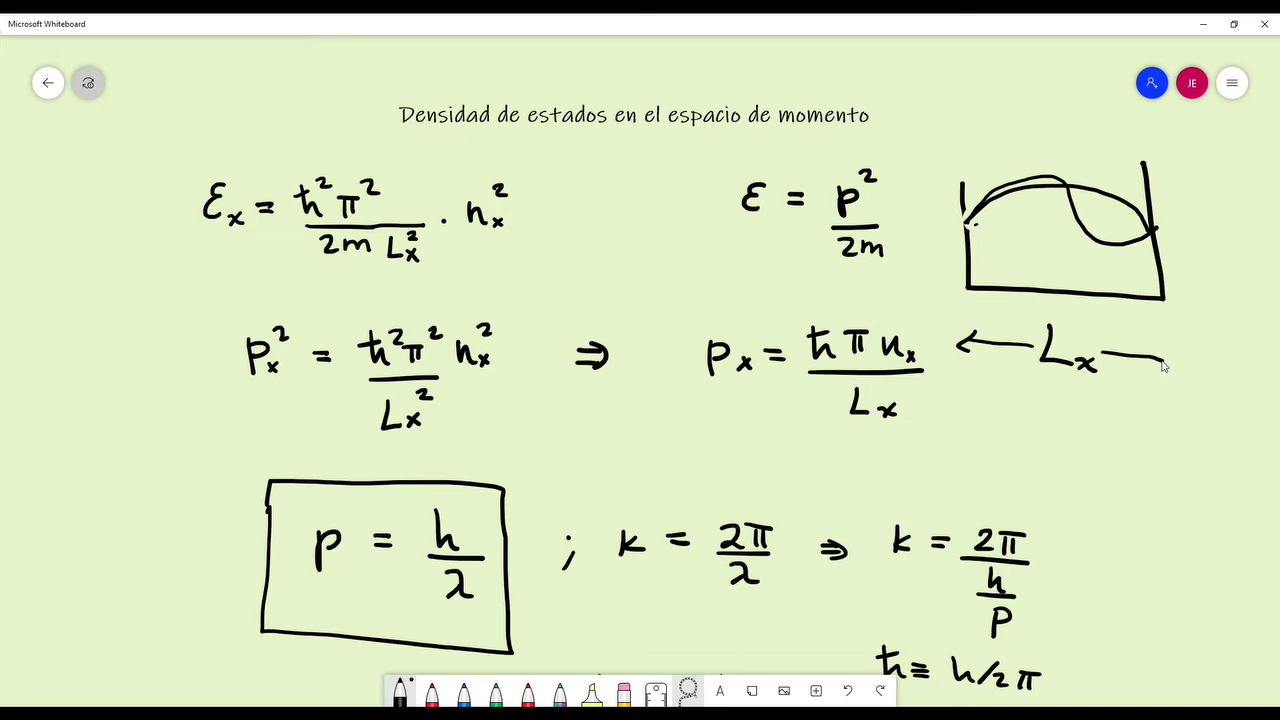 Microsoft Whiteboard
JE
Densidad de estados en el espacio de momento
Ɛx = ħ²π² / 2m Lx² · nx²
Ɛ = p² / 2m
px² = ħ²π² nx² / Lx² ⇒ px = ħ π nx / Lx
← Lx —
p = h / λ ; k = 2π / λ ⇒ k = 2π / h / p
ħ ≡ h/2π
A